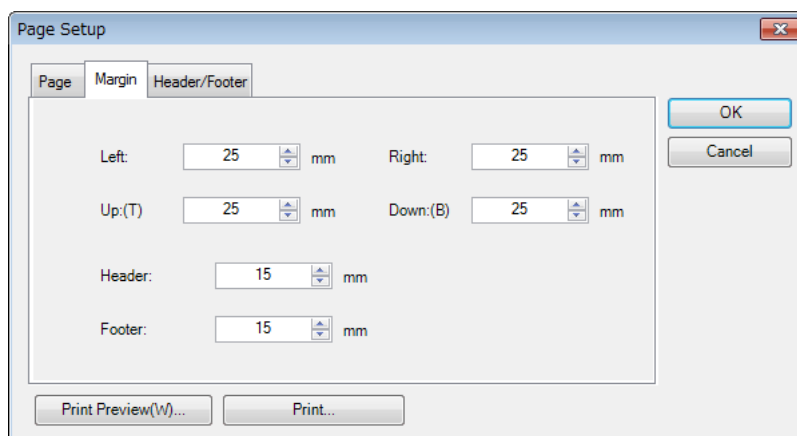 Page Setup
Page Margin Header/Footer
OK
Cancel
Left: 25 mm Right: 25 mm
Up:(T) 25 mm Down:(B) 25 mm
Header: 15 mm
Footer: 15 mm
Print Preview(W)... Print...